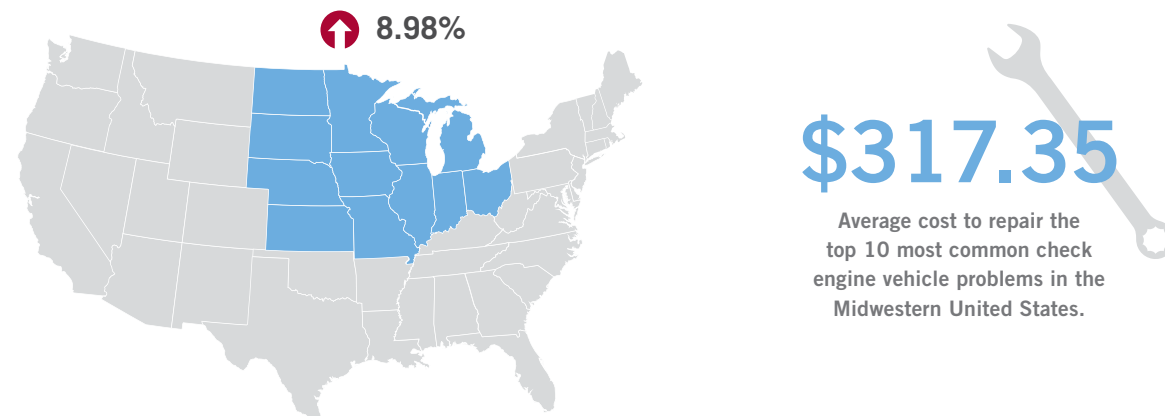 8.98%
$317.35
Average cost to repair the
top 10 most common check
engine vehicle problems in the
Midwestern United States.